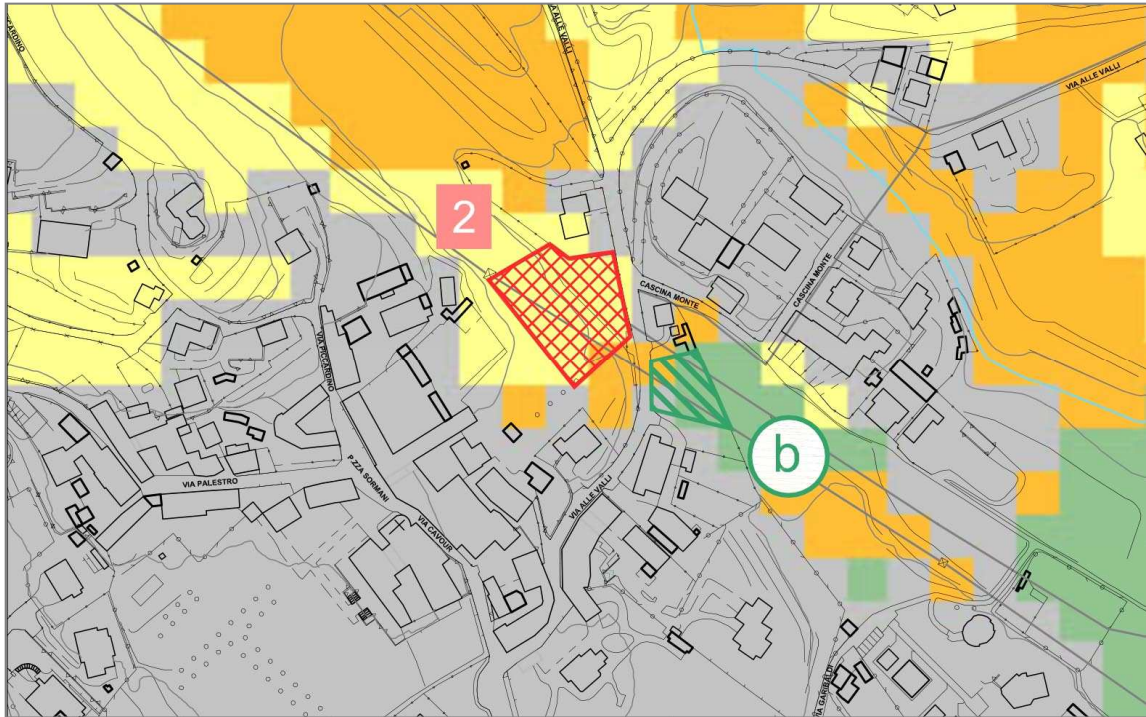 CARDINO
A ALLE VALLI
VIA ALLE VALLI
2
CASCINA MONTE
CASCINA MONTE
VIA PICCARDINO
b
VIA PALESTRO
P.ZZA SORMANI
VIA ALLE VALLI
VIA CAVOUR
VIA GARIBALDI